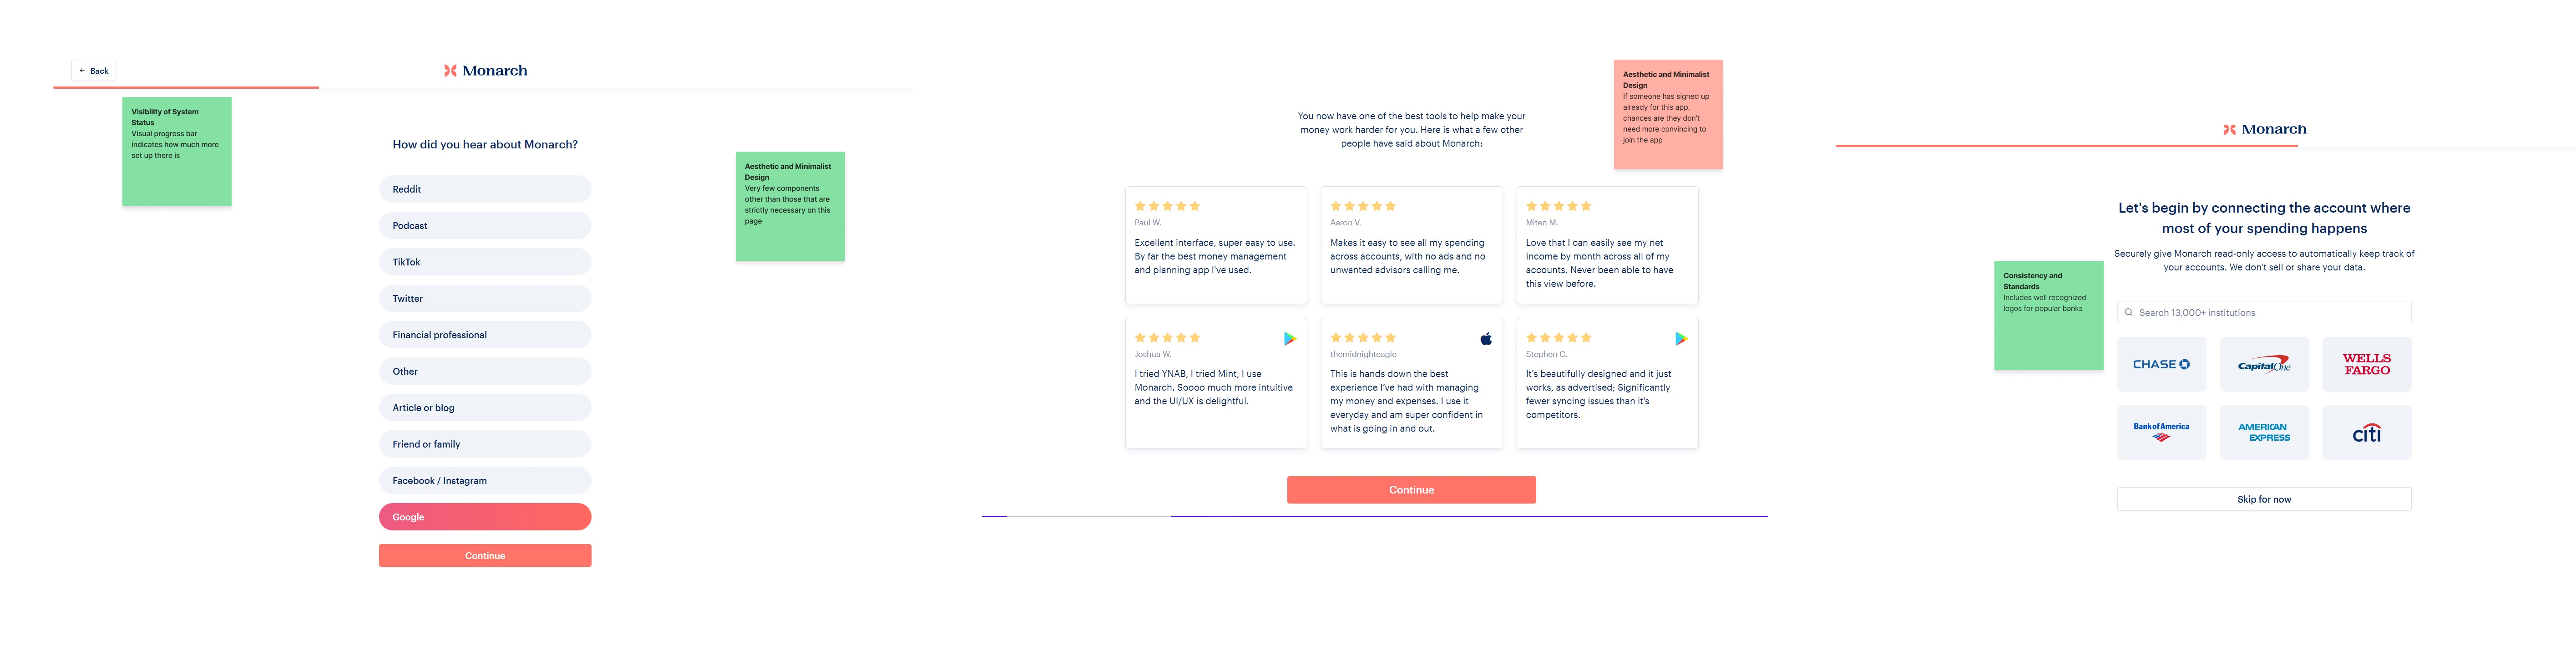 Back
Monarch
Visibility of System
Status
Visual progress bar
indicates how much more
set up there is
How did you hear about Monarch?
Reddit
Podcast
TikTok
Twitter
Financial professional
Other
Article or blog
Friend or family
Facebook / Instagram
Google
Continue
Aesthetic and Minimalist
Design
Very few components
other than those that are
strictly necessary on this
page
You now have one of the best tools to help make your
money work harder for you. Here is what a few other
people have said about Monarch:
Aesthetic and Minimalist
Design
If someone has signed up
already for this app,
chances are they don't
need more convincing to
join the app
Paul W.
Excellent interface, super easy to use.
By far the best money management
and planning app I've used.
Aaron V.
Makes it easy to see all my spending
across accounts, with no ads and no
unwanted advisors calling me.
Miten M.
Love that I can easily see my net
income by month across all of my
accounts. Never been able to have
this view before.
Joshua W.
I tried YNAB, I tried Mint, I use
Monarch. Soooo much more intuitive
and the UI/UX is delightful.
themidnighteagle
This is hands down the best
experience I've had with managing
my money and expenses. I use it
everyday and am super confident in
what is going in and out.
Stephen C.
It's beautifully designed and it just
works, as advertised; Significantly
fewer syncing issues than it's
competitors.
Continue
Monarch
Let's begin by connecting the account where
most of your spending happens
Securely give Monarch read-only access to automatically keep track of
your accounts. We don't sell or share your data.
Consistency and
Standards
Includes well recognized
logos for popular banks
Search 13,000+ institutions
CHASE
Capital One
WELLS
FARGO
Bank of America
AMERICAN
EXPRESS
citi
Skip for now